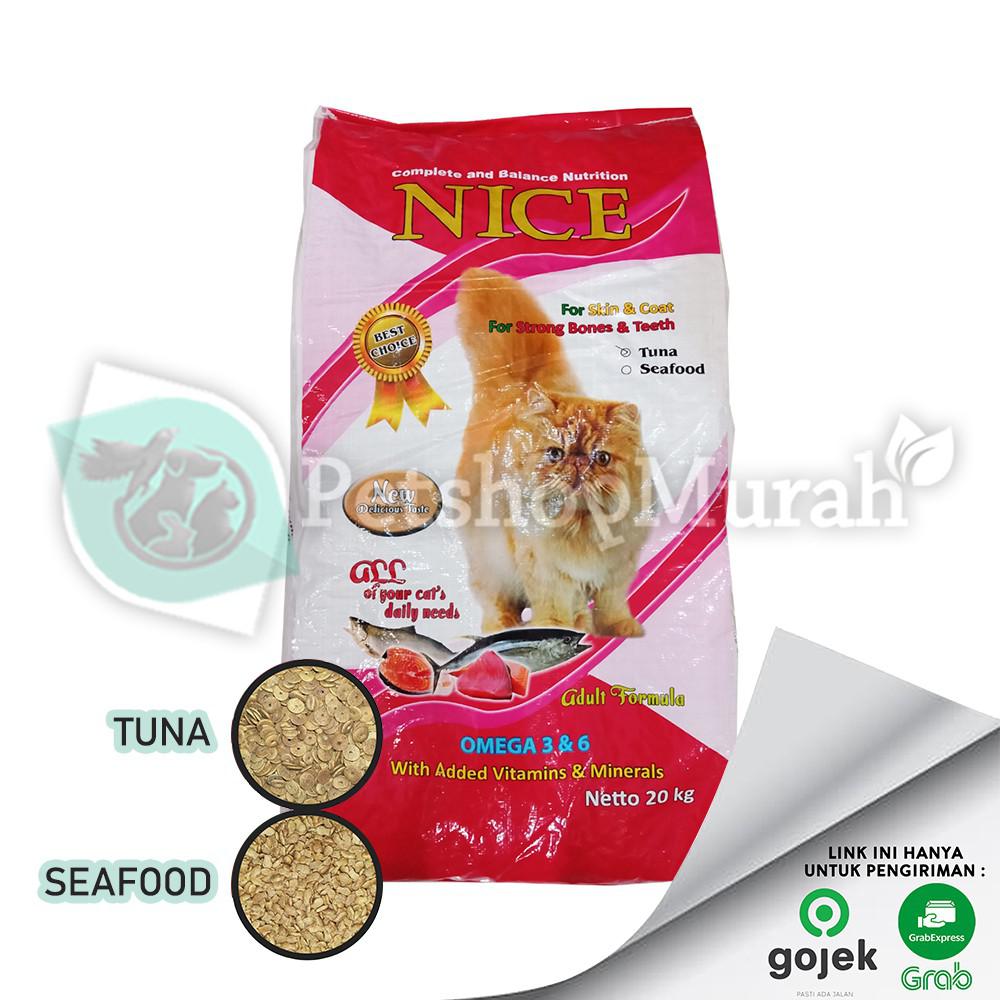 Complete and Balance Nutrition
NICE
For Skin & Coat
For Strong Bones & Teeth
Tuna
Seafood
BEST
CHOICE
PetshopMurah
New
Delicious Taste
all
of your cat's
daily needs
Adult Formula
OMEGA 3 & 6
With Added Vitamins & Minerals
Netto 20 kg
TUNA
SEAFOOD
LINK INI HANYA
UNTUK PENGIRIMAN :
gojek
PASTI ADA JALAN
GrabExpress
Grab